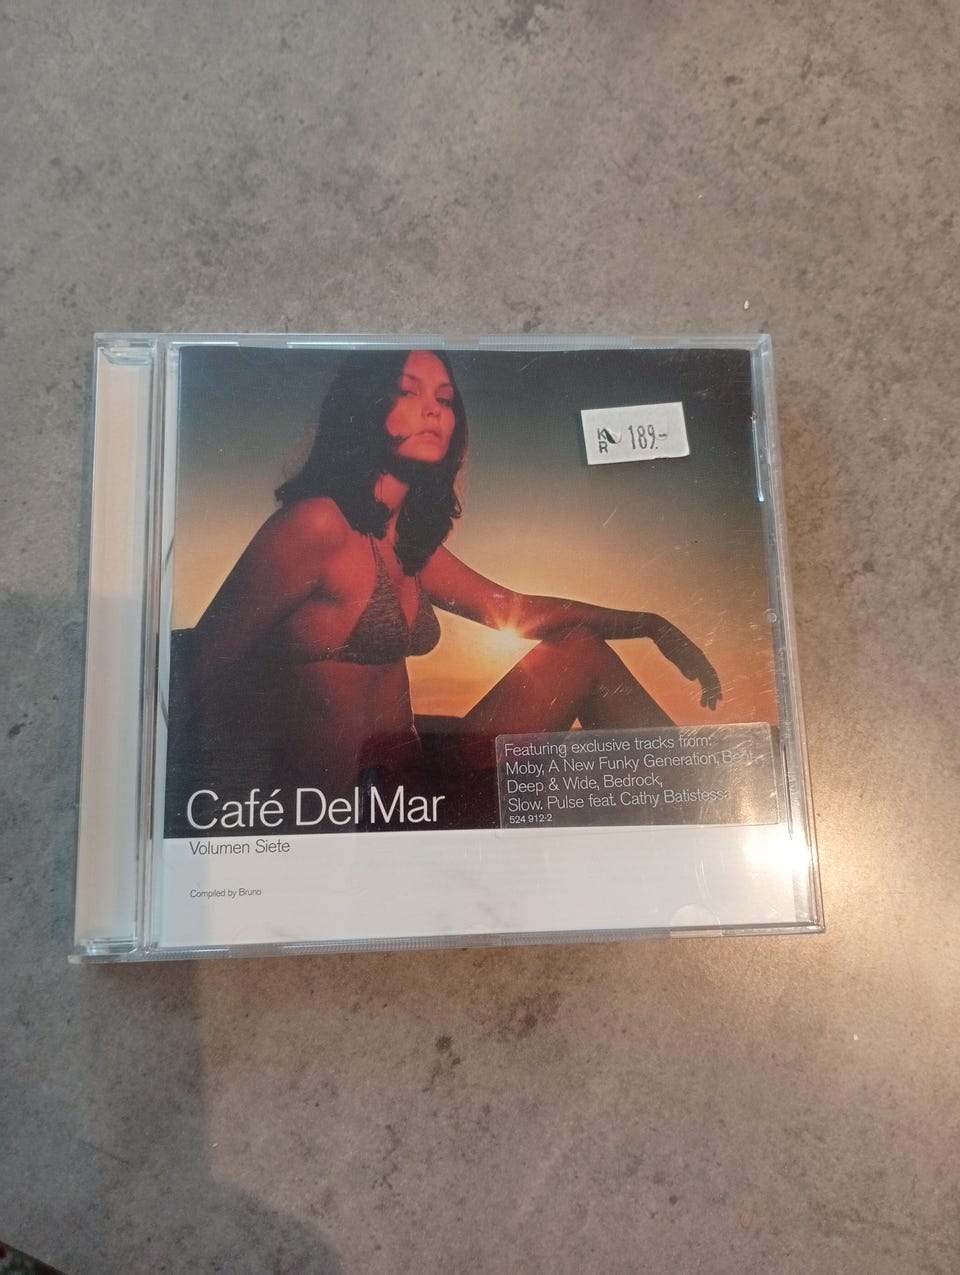 KR 189.-
Featuring exclusive tracks from:
Moby, A New Funky Generation, Bent,
Deep & Wide, Bedrock,
Slow. Pulse feat. Cathy Batistessa
524 912-2
Café Del Mar
Volumen Siete
Compiled by Bruno